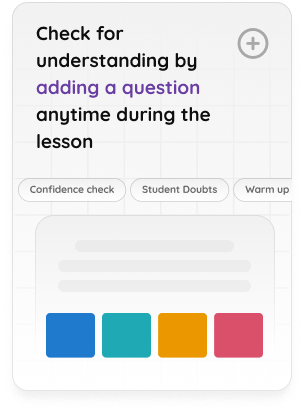 Check for
understanding by
adding a question
anytime during the
lesson
Confidence check
Student Doubts
Warm up